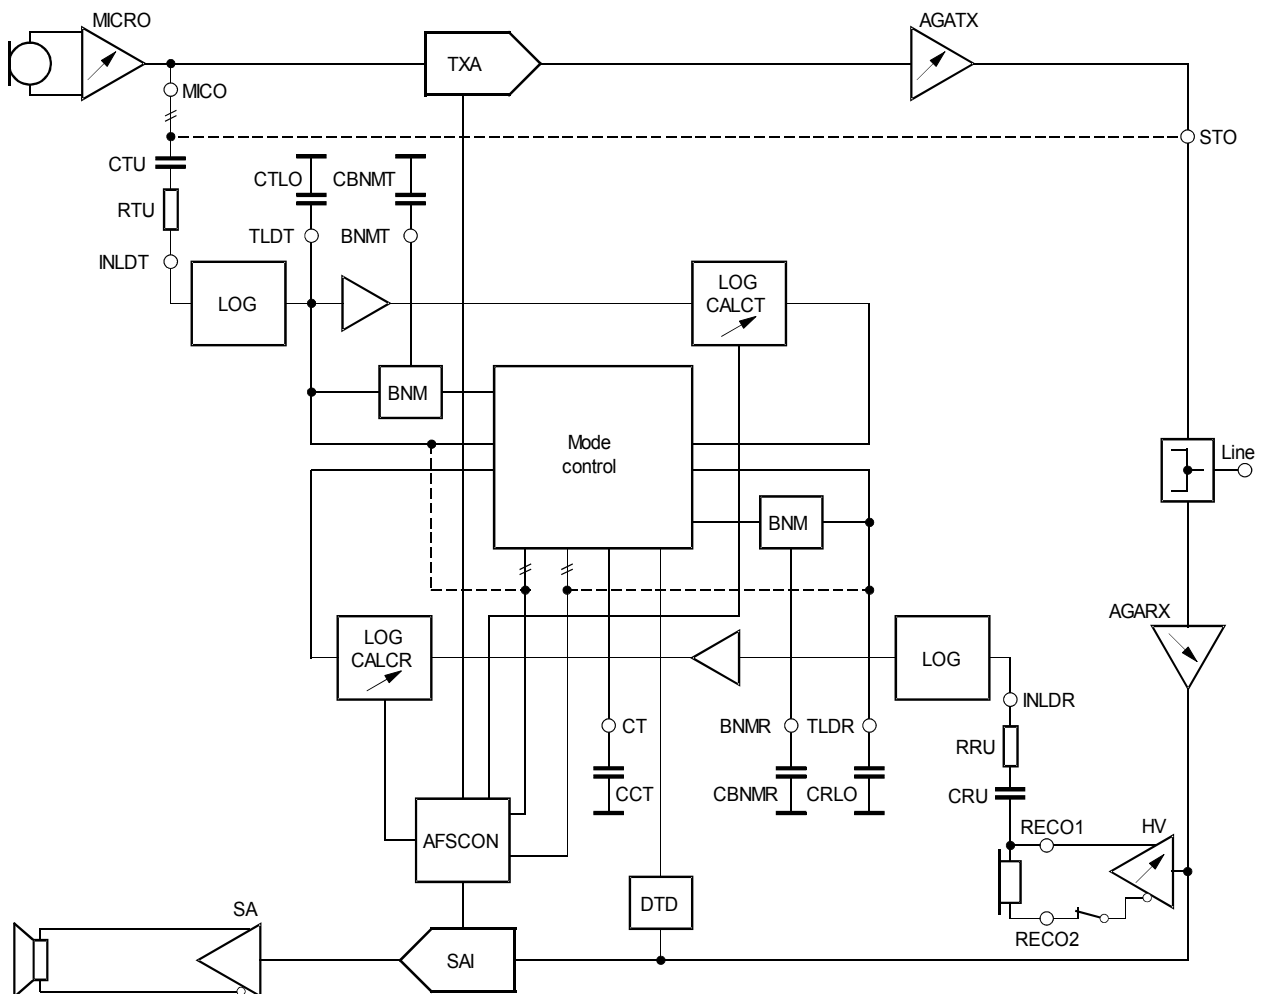 MICRO
AGATX
TXA
MICO
STO
CTU
CTLO
CBNMT
RTU
TLDT
BNMT
INLDT
LOG
LOG
CALCT
BNM
Mode
control
Line
BNM
AGARX
LOG
CALCR
LOG
INLDR
CT
BNMR
TLDR
RRU
CCT
CBNMR
CRLO
CRU
RECO1
HV
AFSCON
DTD
RECO2
SA
SAI